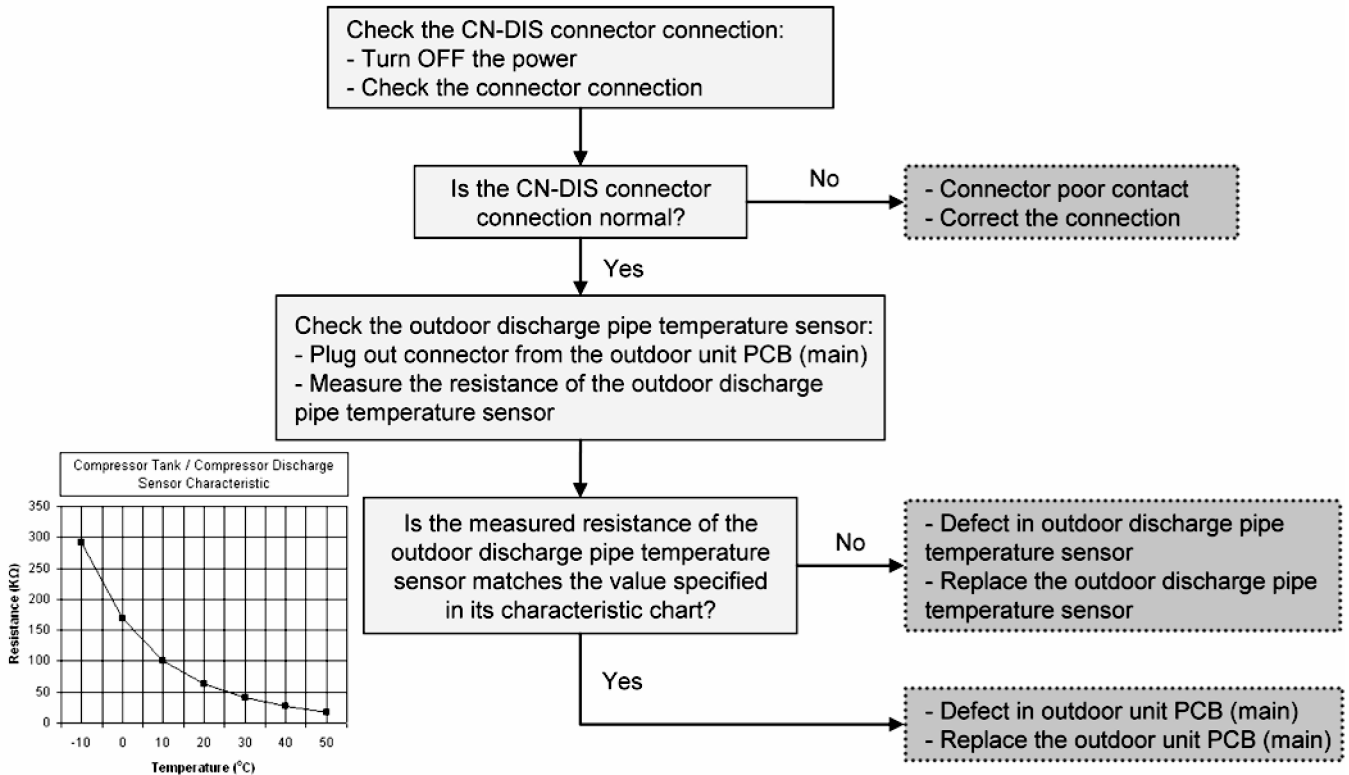 Check the CN-DIS connector connection:
- Turn OFF the power
- Check the connector connection
Is the CN-DIS connector
connection normal?
No
- Connector poor contact
- Correct the connection
Yes
Check the outdoor discharge pipe temperature sensor:
- Plug out connector from the outdoor unit PCB (main)
- Measure the resistance of the outdoor discharge
pipe temperature sensor
Compressor Tank / Compressor Discharge
Sensor Characteristic
350
300
250
200
150
100
50
0
Resistance (KΩ)
-10 0 10 20 30 40 50
Temperature (°C)
Is the measured resistance of the
outdoor discharge pipe temperature
sensor matches the value specified
in its characteristic chart?
No
- Defect in outdoor discharge pipe
temperature sensor
- Replace the outdoor discharge pipe
temperature sensor
Yes
- Defect in outdoor unit PCB (main)
- Replace the outdoor unit PCB (main)